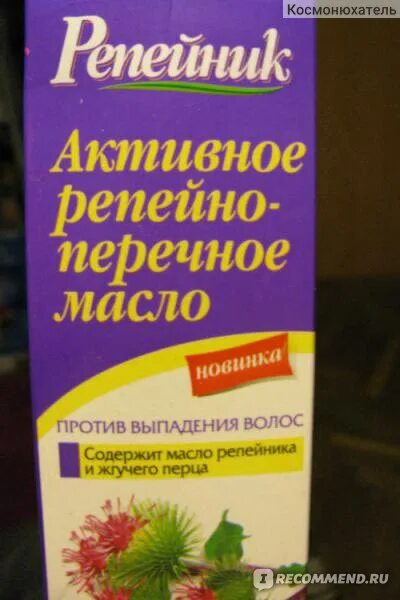 Космонюхатель
Репейник
Активное
репейно-
перечное
масло
новинка
ПРОТИВ ВЫПАДЕНИЯ ВОЛОС
Содержит масло репейника
и жгучего перца
I RECOMMEND.RU